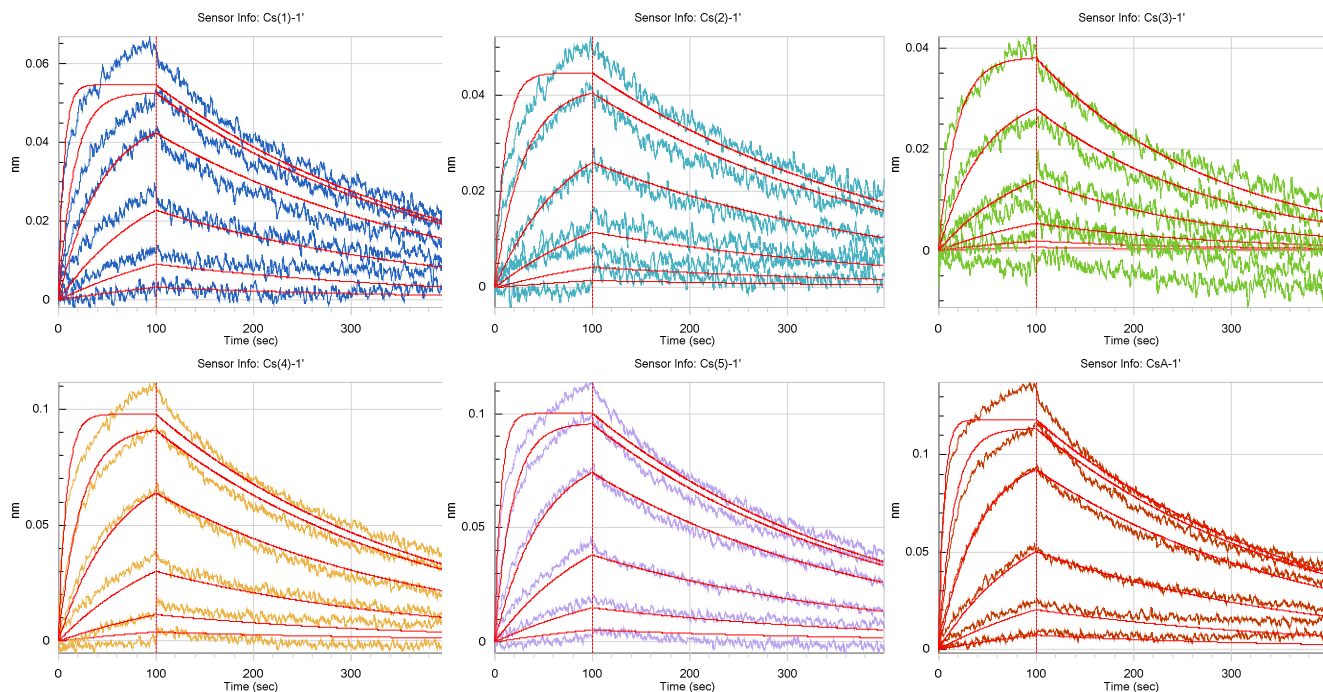 Sensor Info: Cs(1)-1'
Sensor Info: Cs(2)-1'
Sensor Info: Cs(3)-1'
nm
0.06
0.04
0.02
0
0 100 200 300
Time (sec)
nm
0.04
0.02
0
0 100 200 300
Time (sec)
nm
0.04
0.02
0
0 100 200 300
Time (sec)
Sensor Info: Cs(4)-1'
Sensor Info: Cs(5)-1'
Sensor Info: CsA-1'
nm
0.1
0.05
0
0 100 200 300
Time (sec)
nm
0.1
0.05
0
0 100 200 300
Time (sec)
nm
0.1
0.05
0
0 100 200 300
Time (sec)